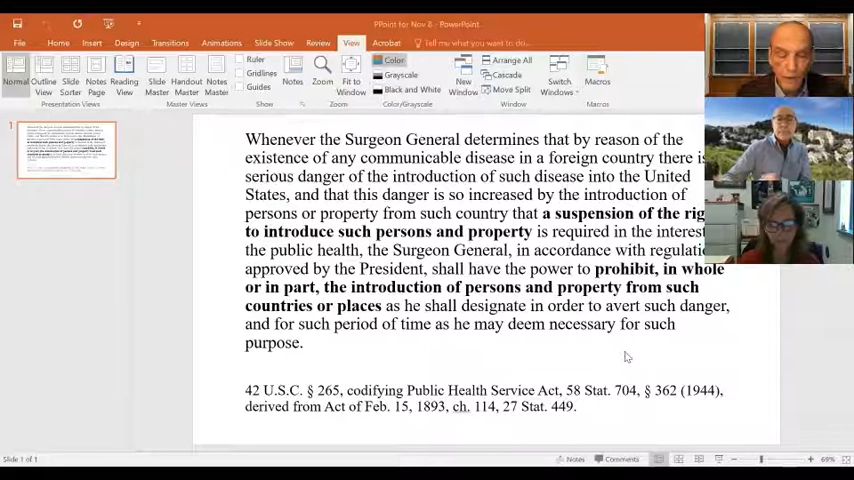 PPoint for Nov 8 - PowerPoint
File Home Insert Design Transitions Animations Slide Show Review View Acrobat Tell me what you want to do...
Normal Outline View Slide Sorter Notes Page Reading View
Presentation Views
Slide Master Handout Master Notes Master
Master Views
Ruler
Gridlines
Guides
Show
Notes
Zoom Fit to Window
Zoom
Color
Grayscale
Black and White
Color/Grayscale
New Window
Arrange All
Cascade
Move Split
Window
Switch Windows
Macros
Macros
1
Whenever the Surgeon General determines that by reason of the
existence of any communicable disease in a foreign country there is
serious danger of the introduction of such disease into the United
States, and that this danger is so increased by the introduction of
persons or property from such country that a suspension of the
to introduce such persons and property is required in the
the public health, the Surgeon General, in accordance with
approved by the President, shall have the power to prohibit, in whole
or in part, the introduction of persons and property from such
countries or places as he shall designate in order to avert such danger,
and for such period of time as he may deem necessary for such
purpose.
42 U.S.C. § 265, codifying Public Health Service Act, 58 Stat. 704, § 362 (1944),
derived from Act of Feb. 15, 1893, ch. 114, 27 Stat. 449.
Slide 1 of 1
Notes Comments 69%